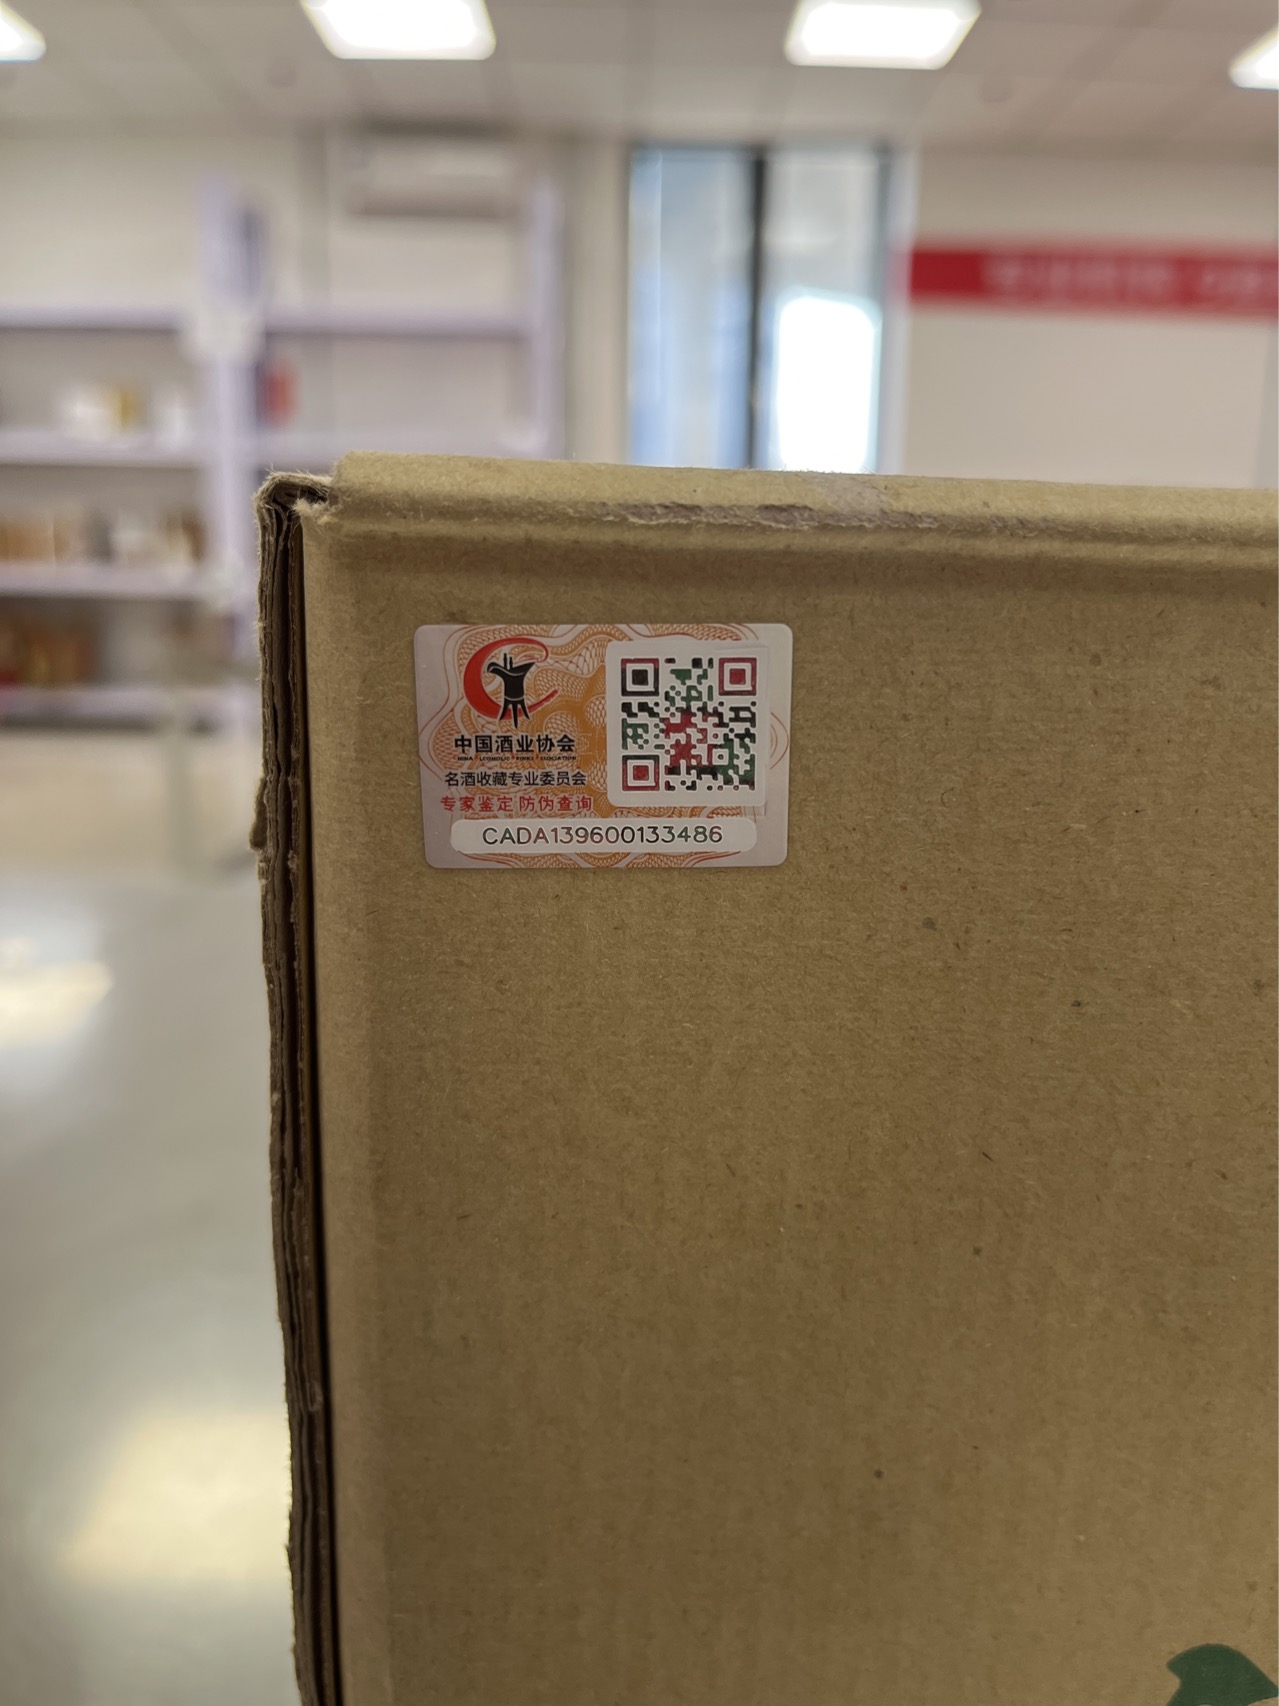 中国酒业协会
名酒收藏专业委员会
专家鉴定 防伪查询
CADA139600133486